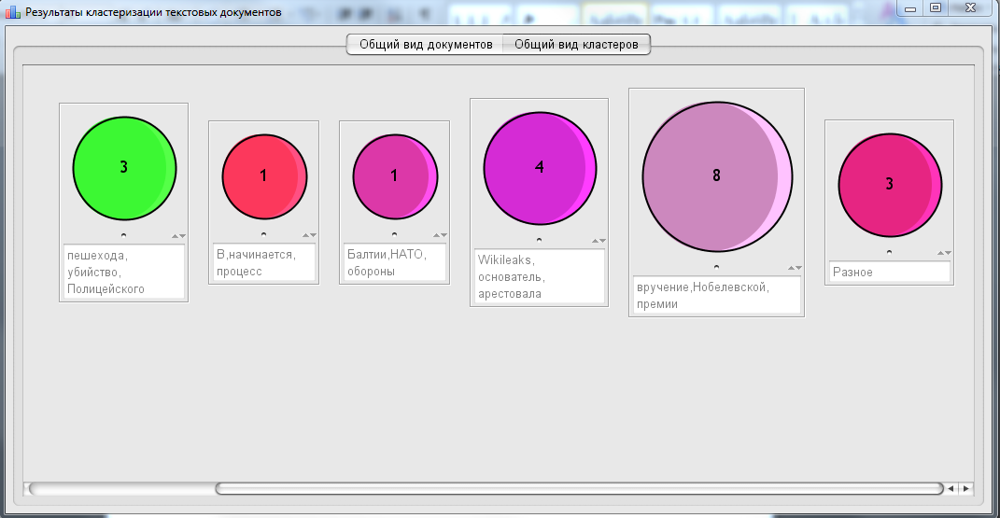 Результаты кластеризации текстовых документов
Общий вид документов
Общий вид кластеров
3
пешехода,
убийство,
Полицейского
1
В,начинается,
процесс
1
Балтии,НАТО,
обороны
4
Wikileaks,
основатель,
арестовала
8
вручение,Нобелевской,
премии
3
Разное